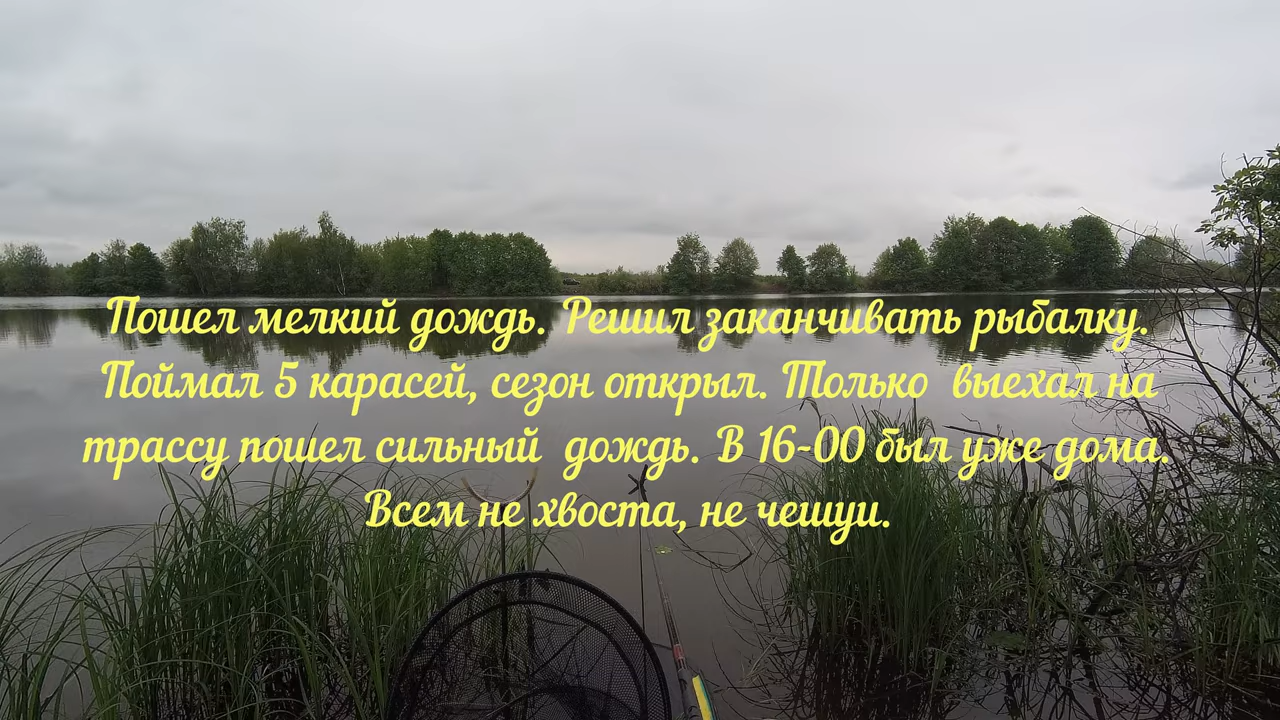 Пошел мелкий дождь. Решил заканчивать рыбалку.
Поймал 5 карасей, сезон открыл. Только выехал на
трассу пошел сильный дождь. В 16-00 был уже дома.
Всем не хвоста, не чешуи.